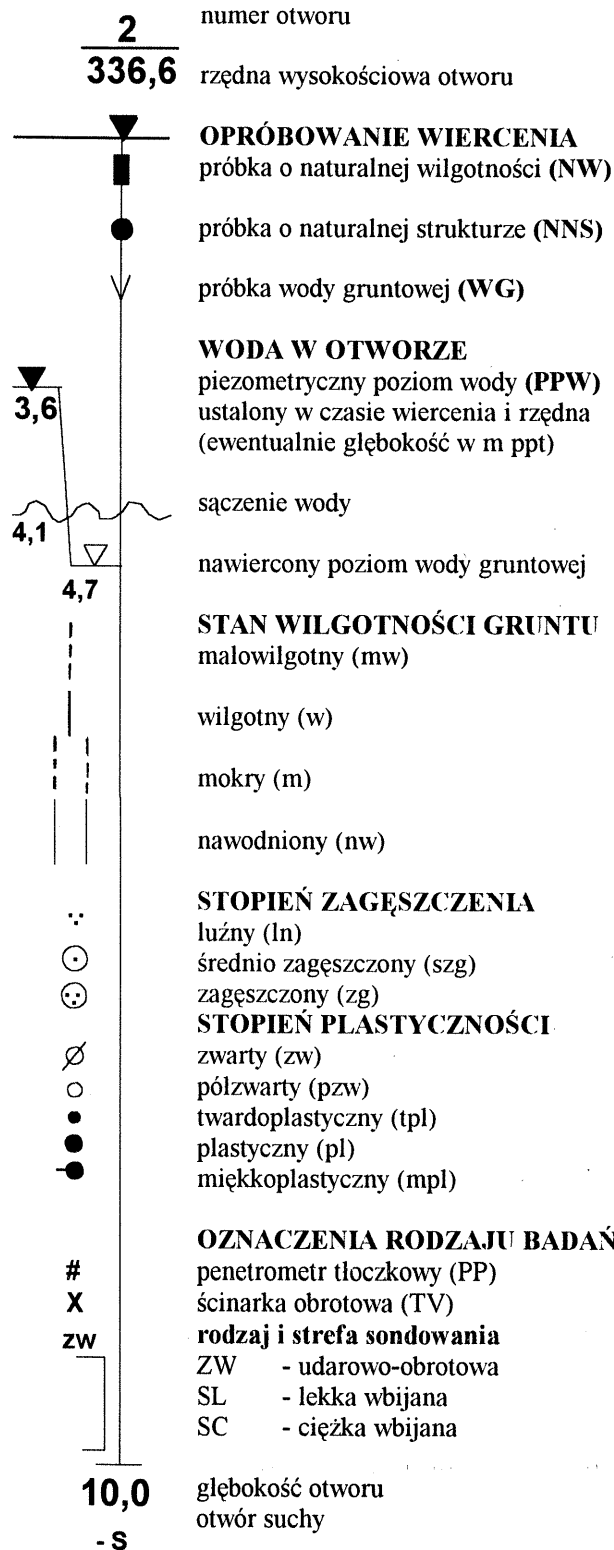 2 numer otworu
336,6 rzędna wysokościowa otworu
OPRÓBOWANIE WIERCENIA
próbka o naturalnej wilgotności (NW)
próbka o naturalnej strukturze (NNS)
próbka wody gruntowej (WG)
WODA W OTWORZE
piezometryczny poziom wody (PPW)
3,6 ustalony w czasie wiercenia i rzędna
(ewentualnie głębokość w m ppt)
sączenie wody
4,1
nawiercony poziom wody gruntowej
4,7
STAN WILGOTNOŚCI GRUNTU
małowilgotny (mw)
wilgotny (w)
mokry (m)
nawodniony (nw)
STOPIEŃ ZAGĘSZCZENIA
luźny (ln)
średnio zagęszczony (szg)
zagęszczony (zg)
STOPIEŃ PLASTYCZNOŚCI
zwarty (zw)
półzwarty (pzw)
twardoplastyczny (tpl)
plastyczny (pl)
miękkoplastyczny (mpl)
OZNACZENIA RODZAJU BADAŃ
# penetrometr tłoczkowy (PP)
X ścinarka obrotowa (TV)
zw rodzaj i strefa sondowania
ZW - udarowo-obrotowa
SL - lekka wbijana
SC - ciężka wbijana
10,0 głębokość otworu
otwór suchy
- S